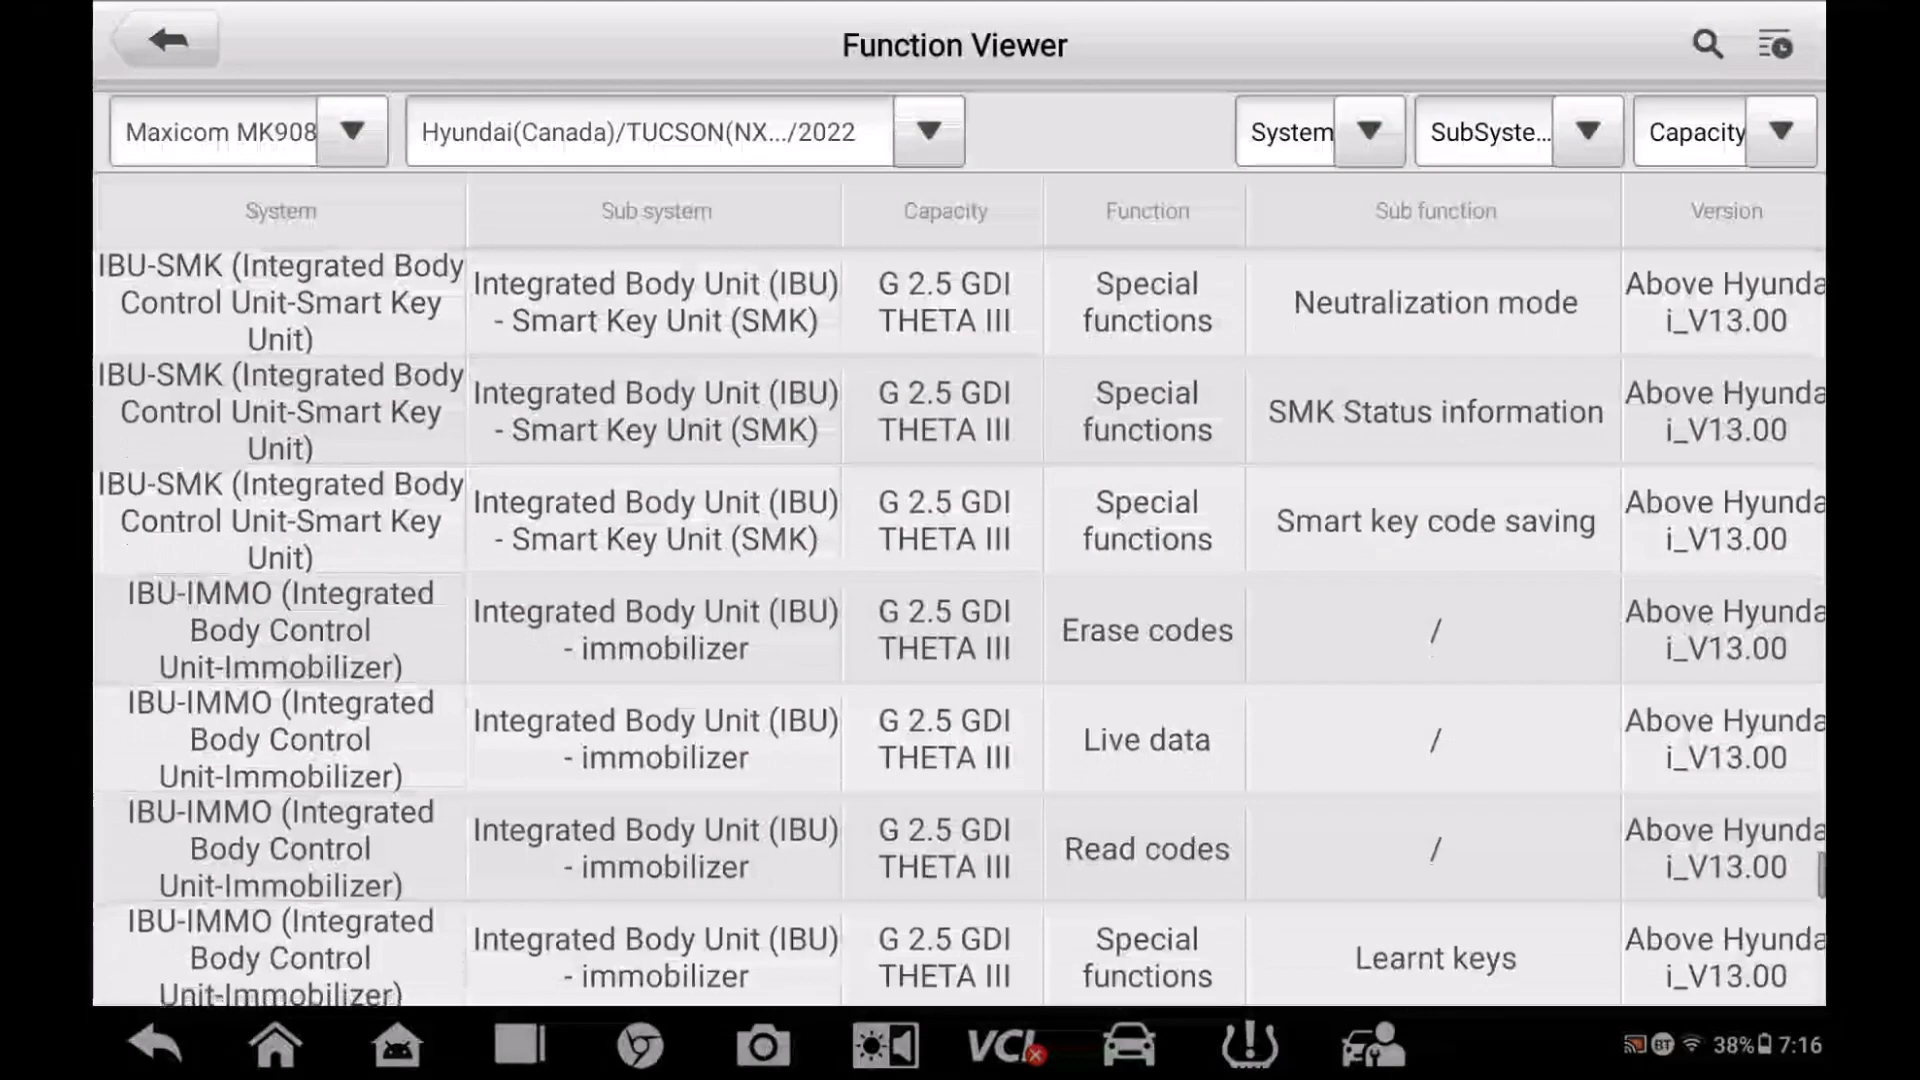 Function Viewer
Maxicom MK908
Hyundai(Canada)/TUCSON(NX.../2022
System
SubSyste...
Capacity
System
Sub system
Capacity
Function
Sub function
Version
IBU-SMK (Integrated Body
Control Unit-Smart Key
Unit)
Integrated Body Unit (IBU)
- Smart Key Unit (SMK)
G 2.5 GDI
THETA III
Special
functions
Neutralization mode
Above Hyunda
i_V13.00
IBU-SMK (Integrated Body
Control Unit-Smart Key
Unit)
Integrated Body Unit (IBU)
- Smart Key Unit (SMK)
G 2.5 GDI
THETA III
Special
functions
SMK Status information
Above Hyunda
i_V13.00
IBU-SMK (Integrated Body
Control Unit-Smart Key
Unit)
Integrated Body Unit (IBU)
- Smart Key Unit (SMK)
G 2.5 GDI
THETA III
Special
functions
Smart key code saving
Above Hyunda
i_V13.00
IBU-IMMO (Integrated
Body Control
Unit-Immobilizer)
Integrated Body Unit (IBU)
- immobilizer
G 2.5 GDI
THETA III
Erase codes
/
Above Hyunda
i_V13.00
IBU-IMMO (Integrated
Body Control
Unit-Immobilizer)
Integrated Body Unit (IBU)
- immobilizer
G 2.5 GDI
THETA III
Live data
/
Above Hyunda
i_V13.00
IBU-IMMO (Integrated
Body Control
Unit-Immobilizer)
Integrated Body Unit (IBU)
- immobilizer
G 2.5 GDI
THETA III
Read codes
/
Above Hyunda
i_V13.00
IBU-IMMO (Integrated
Body Control
Unit-Immobilizer)
Integrated Body Unit (IBU)
- immobilizer
G 2.5 GDI
THETA III
Special
functions
Learnt keys
Above Hyunda
i_V13.00
VCI
BT
38%
7:16